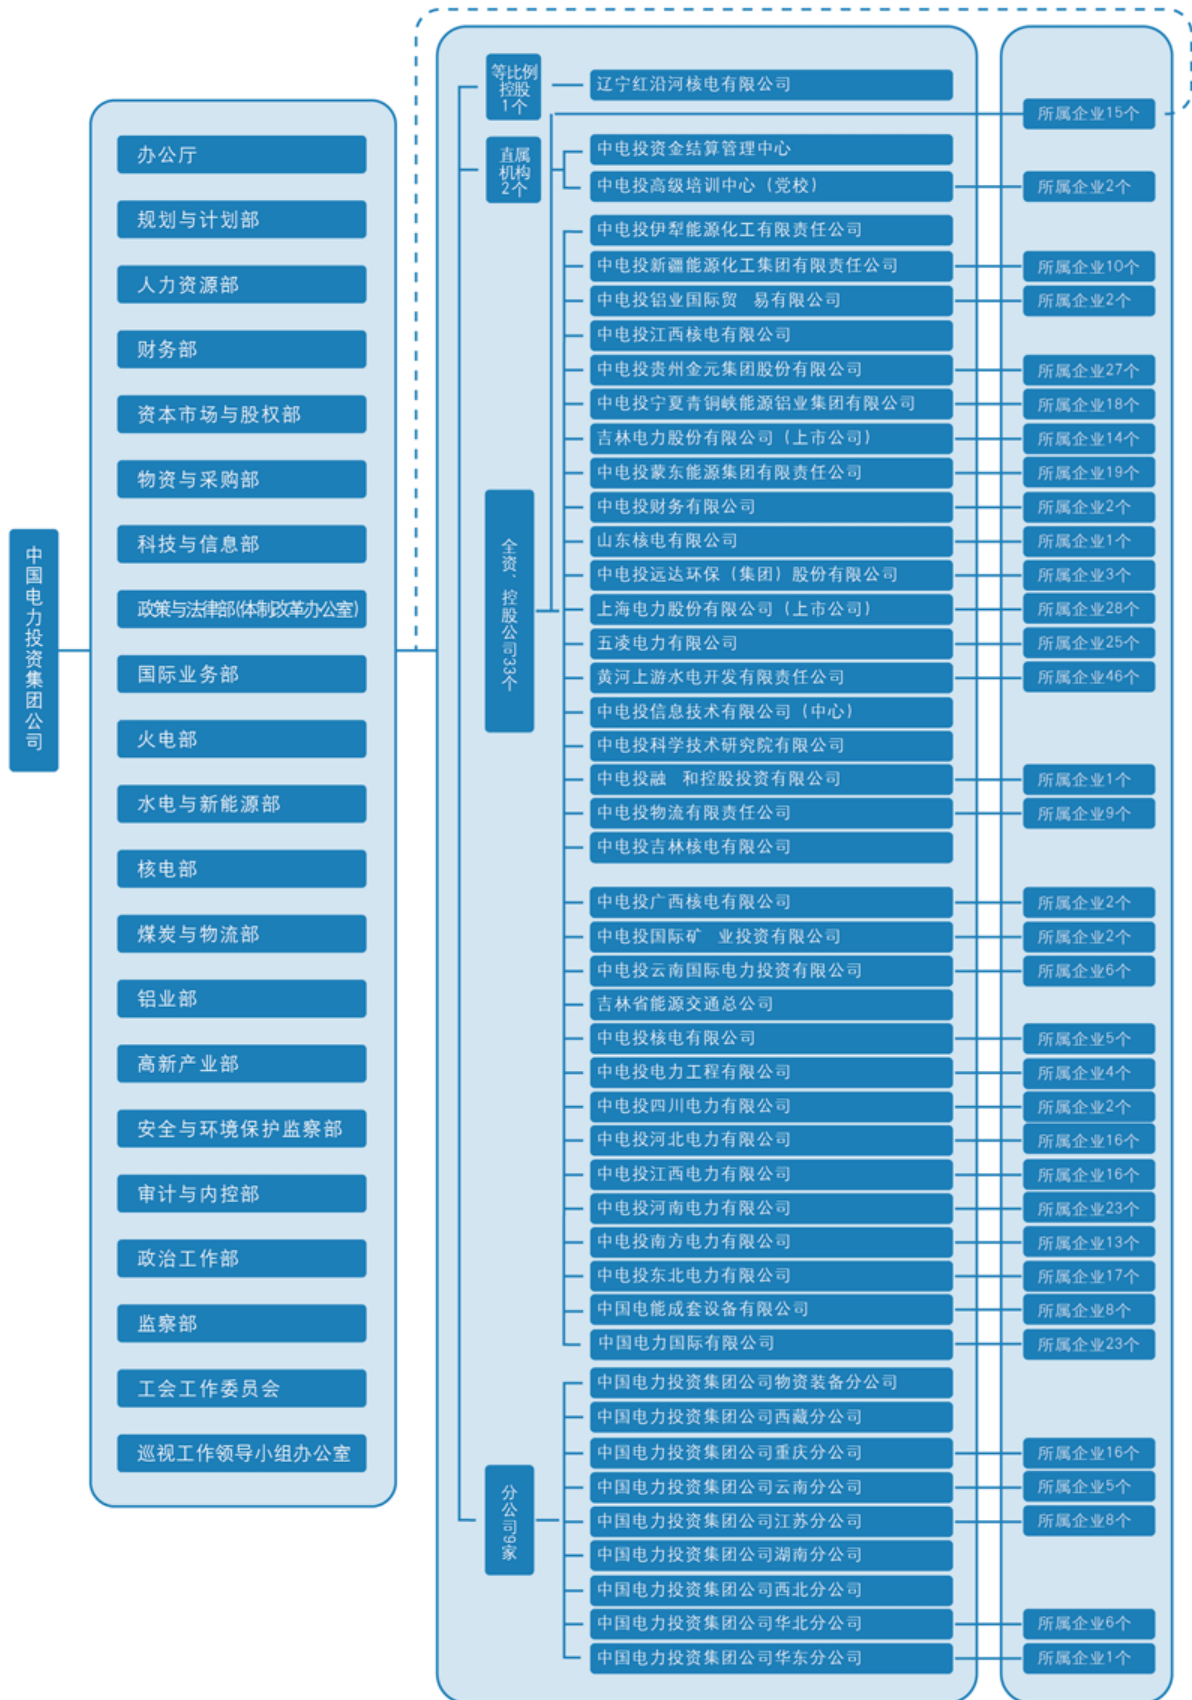 中国电力投资集团公司
办公厅
规划与计划部
人力资源部
财务部
资本市场与股权部
物资与采购部
科技与信息部
政策与法律部(体制改革办公室)
国际业务部
火电部
水电与新能源部
核电部
煤炭与物流部
铝业部
高新产业部
安全与环境保护监察部
审计与内控部
政治工作部
监察部
工会工作委员会
巡视工作领导小组办公室
等比例
控股
1个
辽宁红沿河核电有限公司
所属企业15个
直属
机构
2个
中电投资金结算管理中心
中电投高级培训中心（党校）
所属企业2个
全资、控股公司33个
中电投伊犁能源化工有限责任公司
中电投新疆能源化工集团有限责任公司
所属企业10个
中电投铝业国际贸 易有限公司
所属企业2个
中电投江西核电有限公司
中电投贵州金元集团股份有限公司
所属企业27个
中电投宁夏青铜峡能源铝业集团有限公司
所属企业18个
吉林电力股份有限公司（上市公司）
所属企业14个
中电投蒙东能源集团有限责任公司
所属企业19个
中电投财务有限公司
所属企业2个
山东核电有限公司
所属企业1个
中电投远达环保（集团）股份有限公司
所属企业3个
上海电力股份有限公司（上市公司）
所属企业28个
五凌电力有限公司
所属企业25个
黄河上游水电开发有限责任公司
所属企业46个
中电投信息技术有限公司（中心）
中电投科学技术研究院有限公司
中电投融 和控股投资有限公司
所属企业1个
中电投物流有限责任公司
所属企业9个
中电投吉林核电有限公司
中电投广西核电有限公司
所属企业2个
中电投国际矿 业投资有限公司
所属企业2个
中电投云南国际电力投资有限公司
所属企业6个
吉林省能源交通总公司
中电投核电有限公司
所属企业5个
中电投电力工程有限公司
所属企业4个
中电投四川电力有限公司
所属企业2个
中电投河北电力有限公司
所属企业16个
中电投江西电力有限公司
所属企业16个
中电投河南电力有限公司
所属企业23个
中电投南方电力有限公司
所属企业13个
中电投东北电力有限公司
所属企业17个
中国电能成套设备有限公司
所属企业8个
中国电力国际有限公司
所属企业23个
分公司9家
中国电力投资集团公司物资装备分公司
中国电力投资集团公司西藏分公司
中国电力投资集团公司重庆分公司
所属企业16个
中国电力投资集团公司云南分公司
所属企业5个
中国电力投资集团公司江苏分公司
所属企业8个
中国电力投资集团公司湖南分公司
中国电力投资集团公司西北分公司
中国电力投资集团公司华北分公司
所属企业6个
中国电力投资集团公司华东分公司
所属企业1个